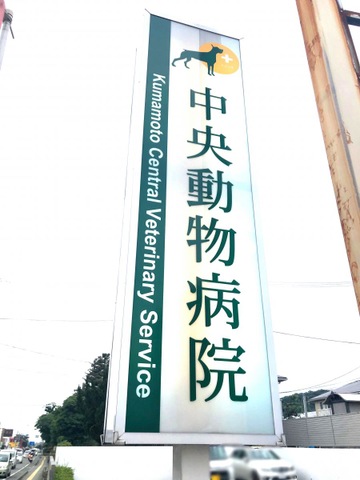 中央動物病院
Kumamoto Central Veterinary Service